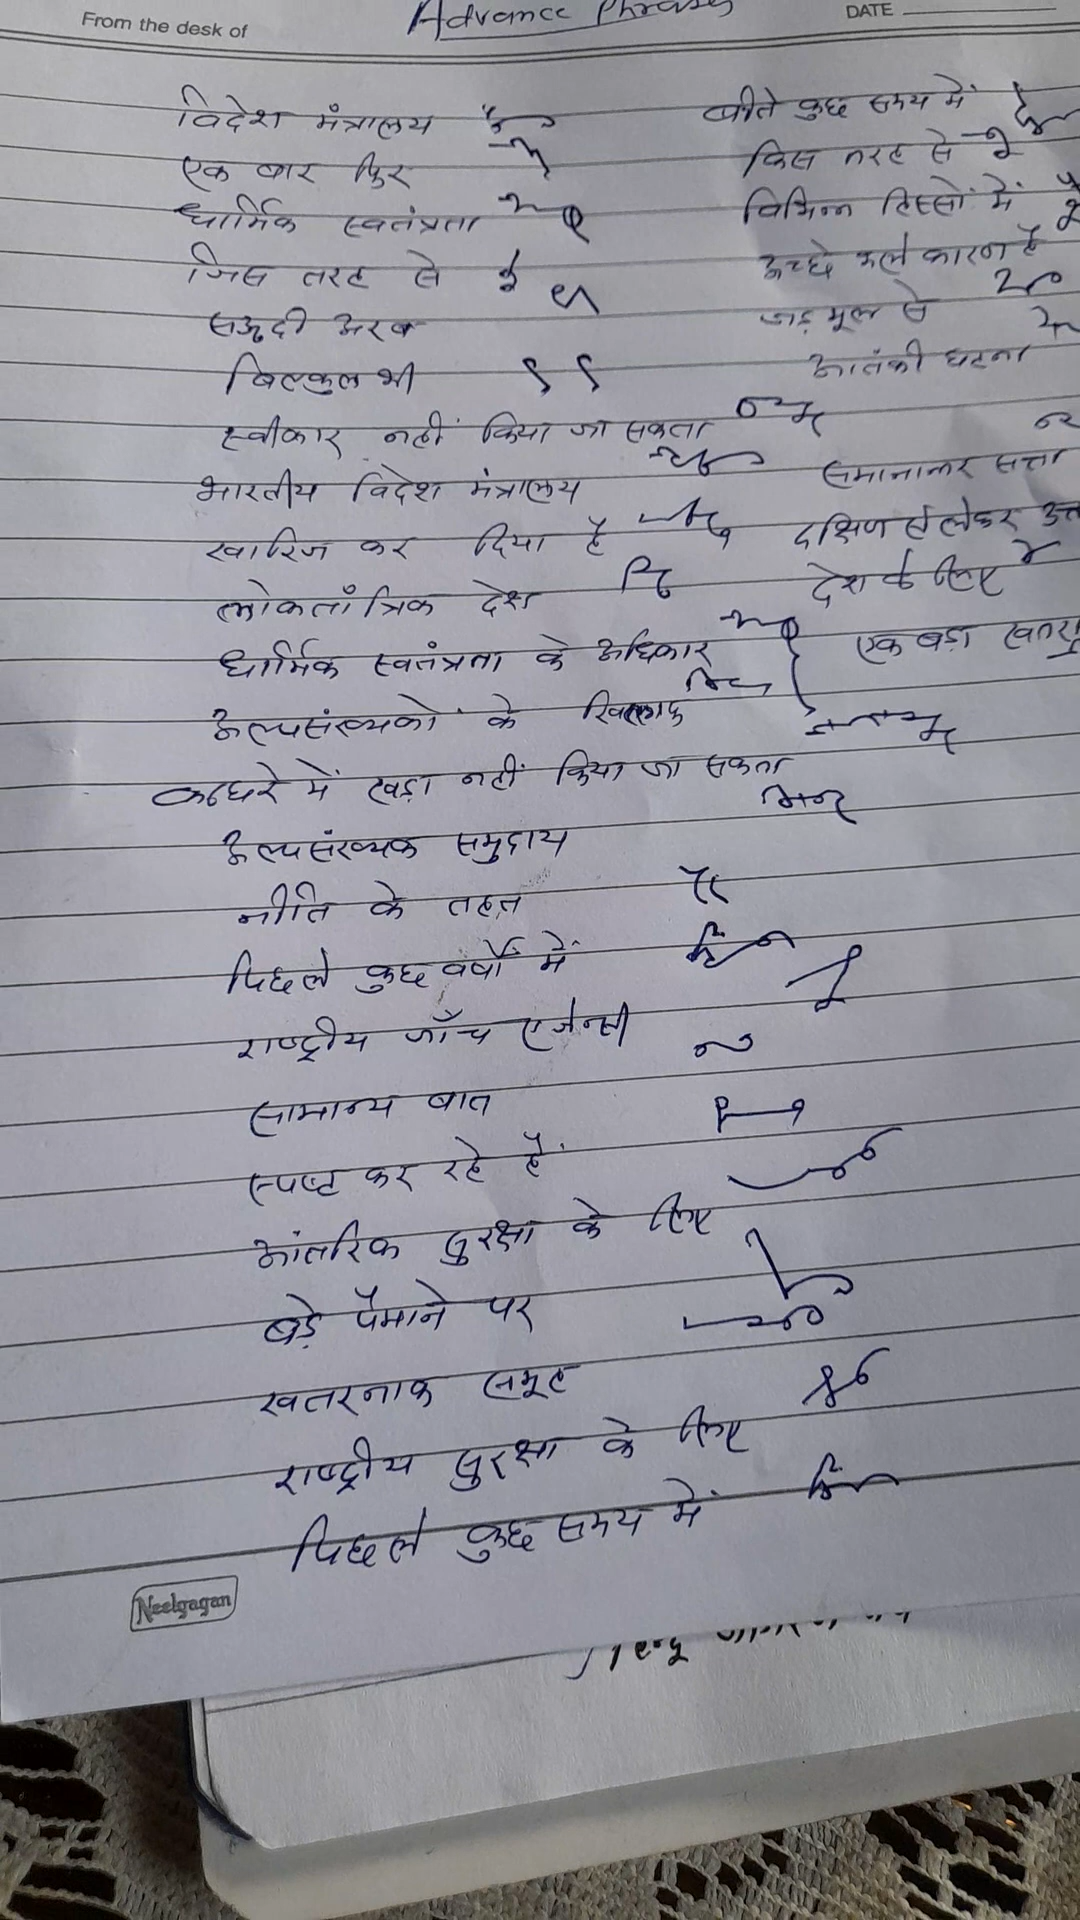 From the desk of
Advance Phrases
DATE
विदेश मंत्रालय
एक बार फिर
धार्मिक स्वतंत्रता
जिस तरह से
सऊदी अरब
बिल्कुल भी
स्वीकार नहीं किया जा सकता
भारतीय विदेश मंत्रालय
खारिज कर दिया है
लोकतांत्रिक देश
धार्मिक स्वतंत्रता के अधिकार
अल्पसंख्यकों के खिलाफ
कटघरे में खड़ा नहीं किया जा सकता
अल्पसंख्यक समुदाय
नीति के तहत
पिछले कुछ वर्षों में
राष्ट्रीय जाँच एजेन्सी
सामान्य बात
स्पष्ट कर रहे हैं
आंतरिक सुरक्षा के लिए
बड़े पैमाने पर
खतरनाक समूह
राष्ट्रीय सुरक्षा के लिए
पिछले कुछ समय में
बीते कुछ समय में
किस तरह से
विभिन्न हिस्सों में
अच्छे भले कारण है
जड़ मूल से
आतंकी घटना
समानान्तर सत्ता
दक्षिण से लेकर
देश के लिए
एक बड़ा खतरा
Neelgagan